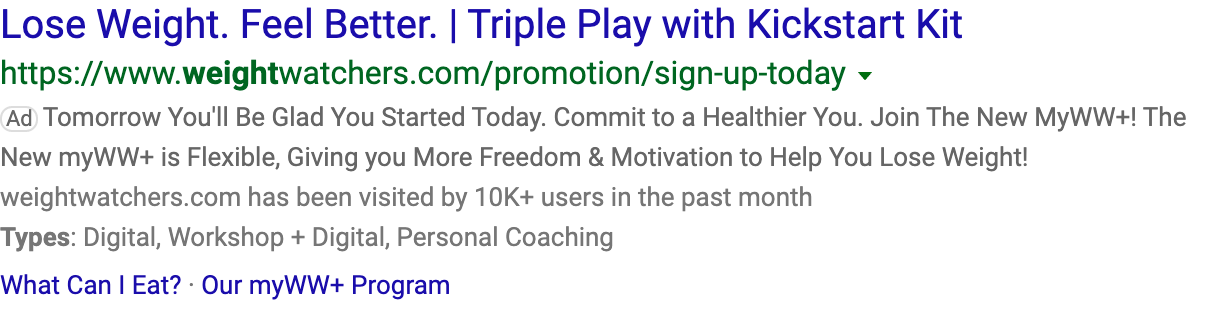 Lose Weight. Feel Better. | Triple Play with Kickstart Kit
https://www.weightwatchers.com/promotion/sign-up-today
Ad Tomorrow You'll Be Glad You Started Today. Commit to a Healthier You. Join The New MyWW+! The
New myWW+ is Flexible, Giving you More Freedom & Motivation to Help You Lose Weight!
weightwatchers.com has been visited by 10K+ users in the past month
Types: Digital, Workshop + Digital, Personal Coaching
What Can I Eat? · Our myWW+ Program